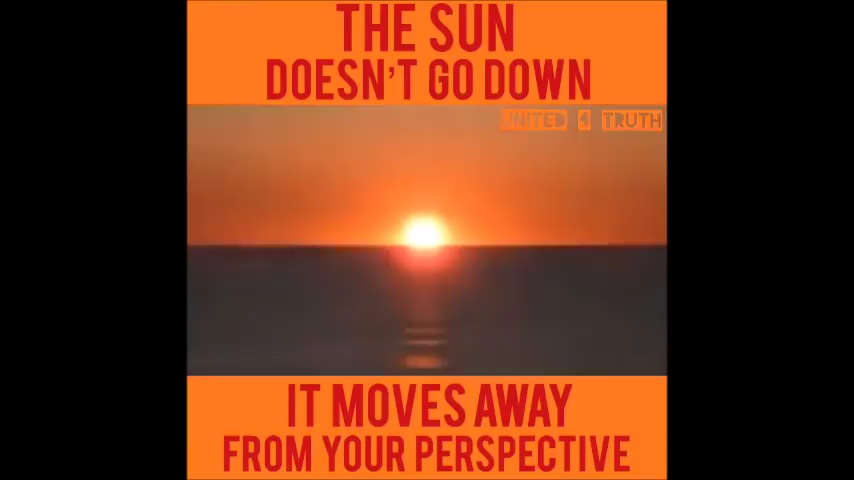 THE SUN
DOESN'T GO DOWN
UNITED 4 TRUTH
IT MOVES AWAY
FROM YOUR PERSPECTIVE